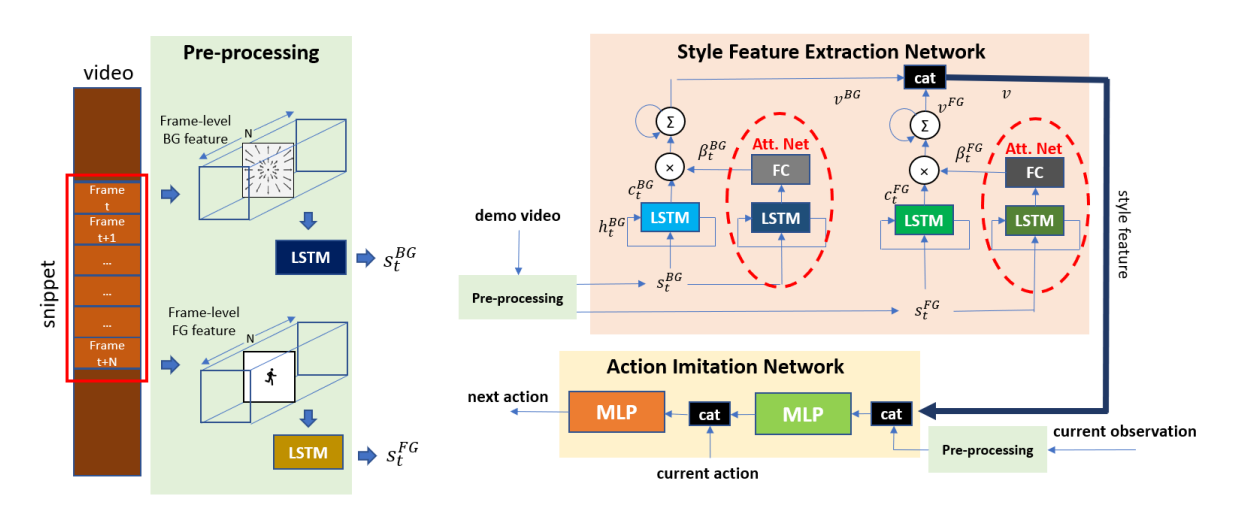 Pre-processing
video
Frame-level
BG feature
N
Frame
t
Frame
t+1
...
...
...
Frame
t+N
snippet
LSTM
s_t^{BG}
Frame-level
FG feature
N
LSTM
s_t^{FG}
Style Feature Extraction Network
cat
v^{BG}
v^{FG}
v
Σ
Σ
β_t^{BG}
Att. Net
β_t^{FG}
Att. Net
×
FC
×
FC
c_t^{BG}
c_t^{FG}
h_t^{BG}
LSTM
LSTM
LSTM
LSTM
demo video
Pre-processing
s_t^{BG}
s_t^{FG}
style feature
Action Imitation Network
next action
MLP
cat
MLP
cat
current action
Pre-processing
current observation